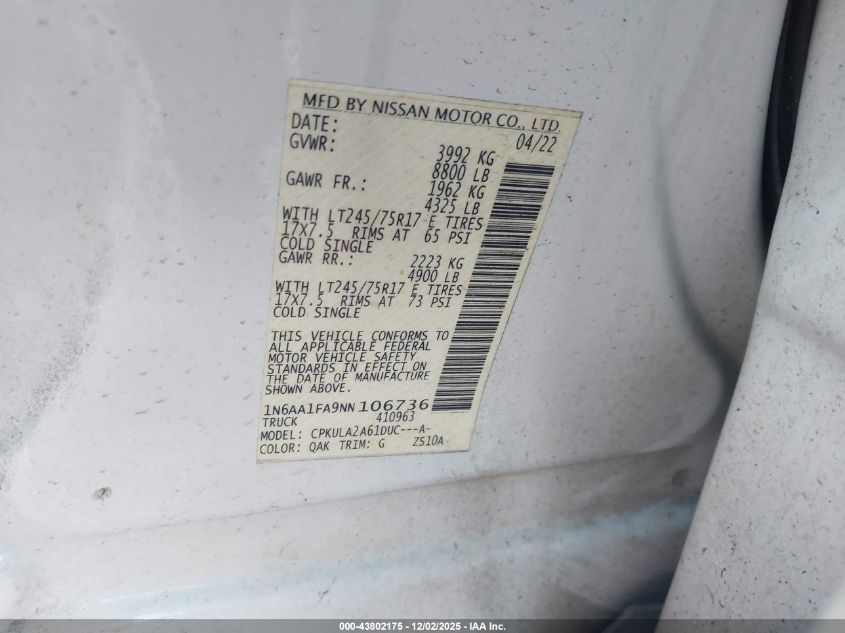 MFD BY NISSAN MOTOR CO., LTD.
DATE: 04/22
GVWR: 3992 KG
8800 LB
GAWR FR.: 1962 KG
4325 LB
WITH LT245/75R17 E TIRES
17X7.5 RIMS AT 65 PSI
COLD SINGLE
GAWR RR.: 2223 KG
4900 LB
WITH LT245/75R17 E TIRES
17X7.5 RIMS AT 73 PSI
COLD SINGLE
THIS VEHICLE CONFORMS TO
ALL APPLICABLE FEDERAL
MOTOR VEHICLE SAFETY
STANDARDS IN EFFECT ON
THE DATE OF MANUFACTURE
SHOWN ABOVE.
1N6AA1FA9NN106736
TRUCK 410963
MODEL: CPKULA2A61DUC---A-
COLOR: QAK TRIM: G ZS10A
000-43802175 - 12/02/2025 - IAA Inc.